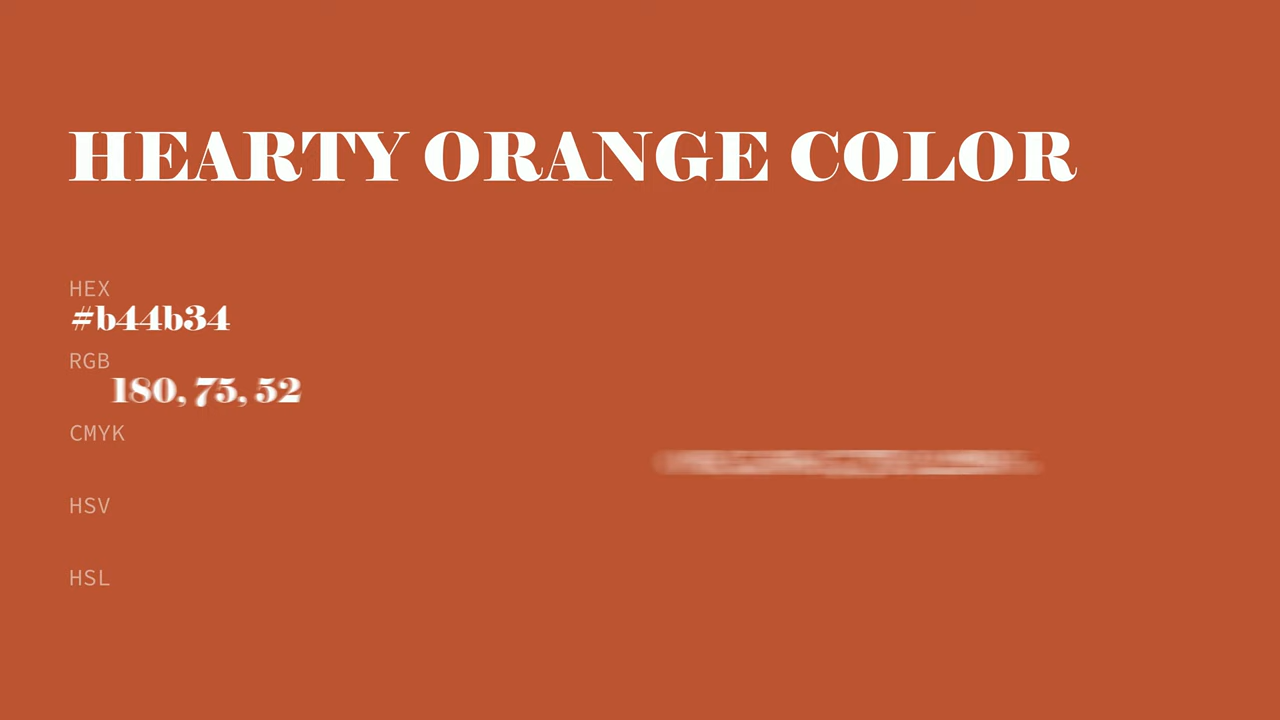 HEARTY ORANGE COLOR
HEX
#b44b34
RGB
180, 75, 52
CMYK
HSV
HSL